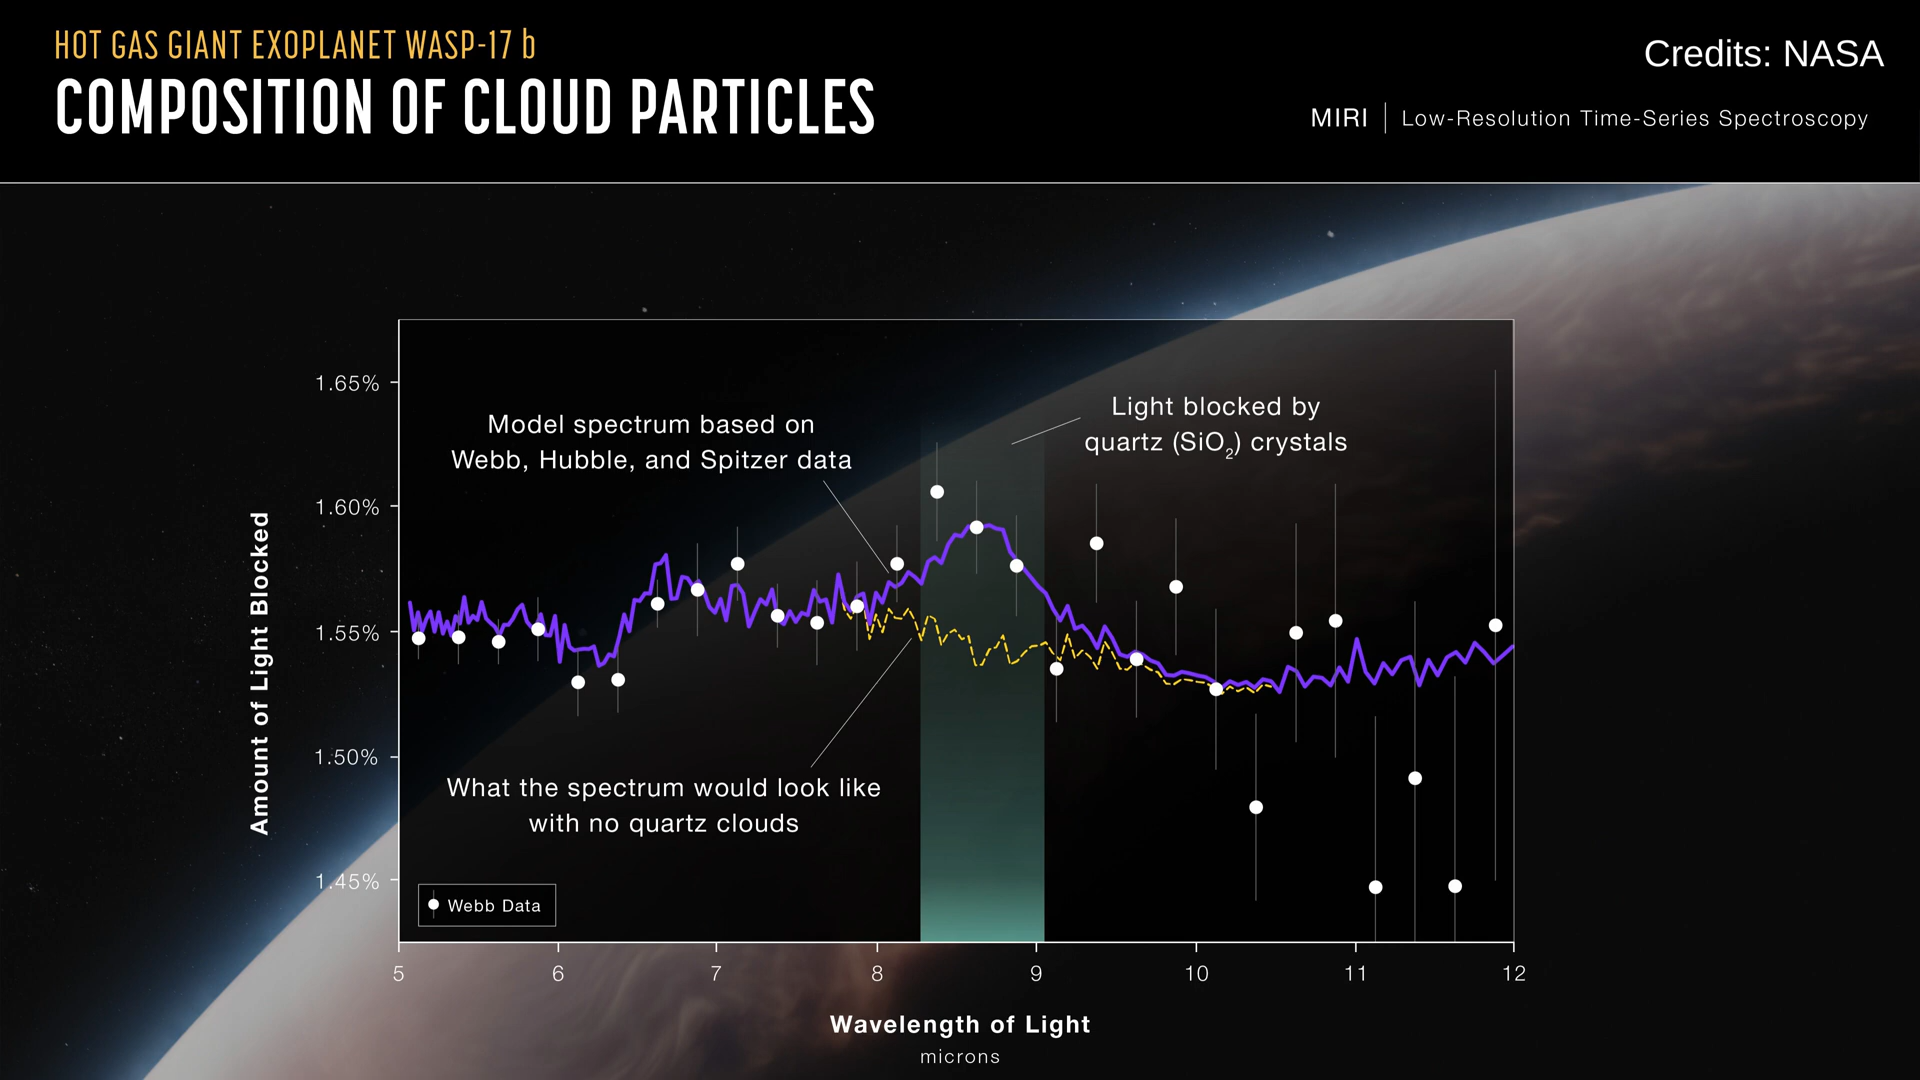 HOT GAS GIANT EXOPLANET WASP-17 b
COMPOSITION OF CLOUD PARTICLES
Credits: NASA
MIRI | Low-Resolution Time-Series Spectroscopy
Model spectrum based on
Webb, Hubble, and Spitzer data
Light blocked by
quartz (SiO₂) crystals
What the spectrum would look like
with no quartz clouds
Webb Data
Amount of Light Blocked
1.65%
1.60%
1.55%
1.50%
1.45%
5 6 7 8 9 10 11 12
Wavelength of Light
microns